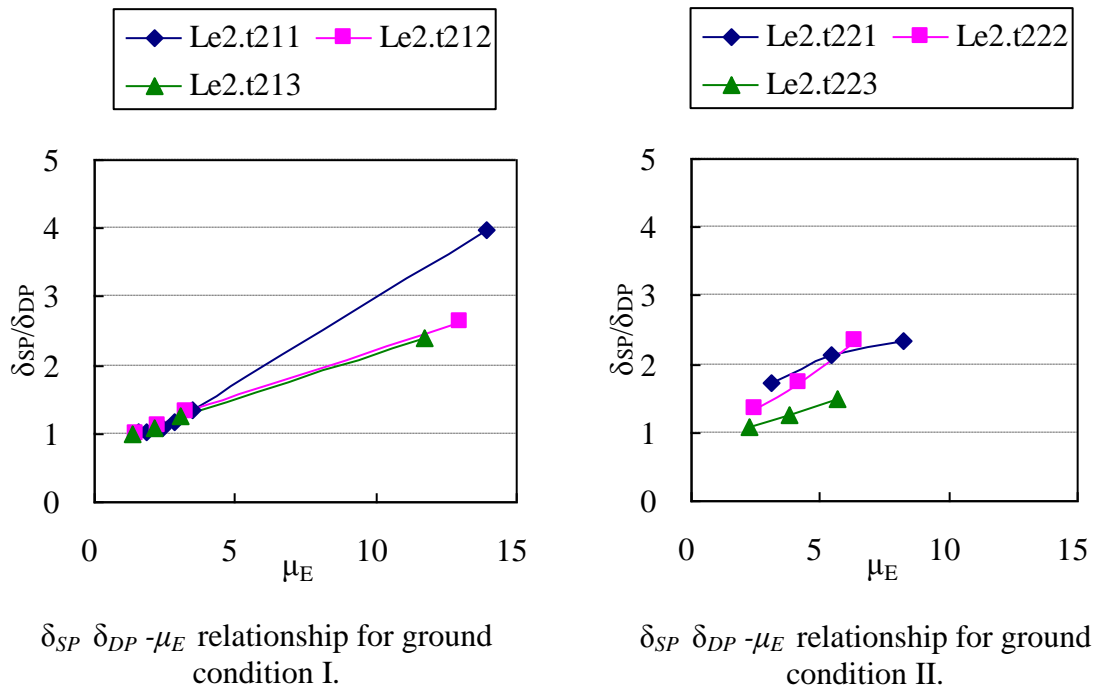 Le2.t211 Le2.t212
Le2.t213
5
4
3
2
1
0
δSP/δDP
0 5 10 15
μE
δSP δDP -μE relationship for ground
condition I.
Le2.t221 Le2.t222
Le2.t223
5
4
3
2
1
0
δSP/δDP
0 5 10 15
μE
δSP δDP -μE relationship for ground
condition II.